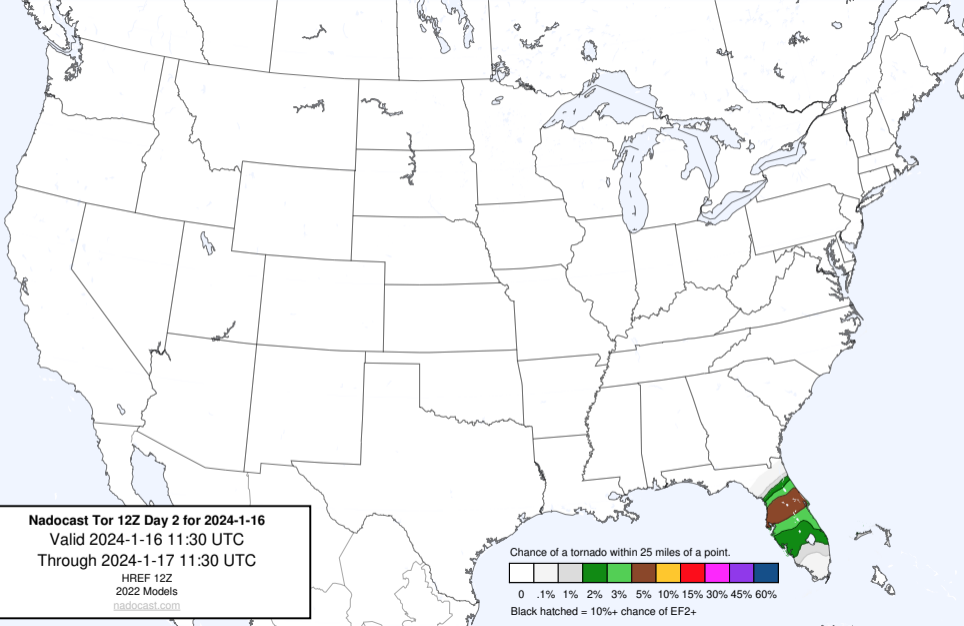 Nadocast Tor 12Z Day 2 for 2024-1-16
Valid 2024-1-16 11:30 UTC
Through 2024-1-17 11:30 UTC
HREF 12Z
2022 Models
nadocast.com
Chance of a tornado within 25 miles of a point.
0 .1% 1% 2% 3% 5% 10% 15% 30% 45% 60%
Black hatched = 10%+ chance of EF2+